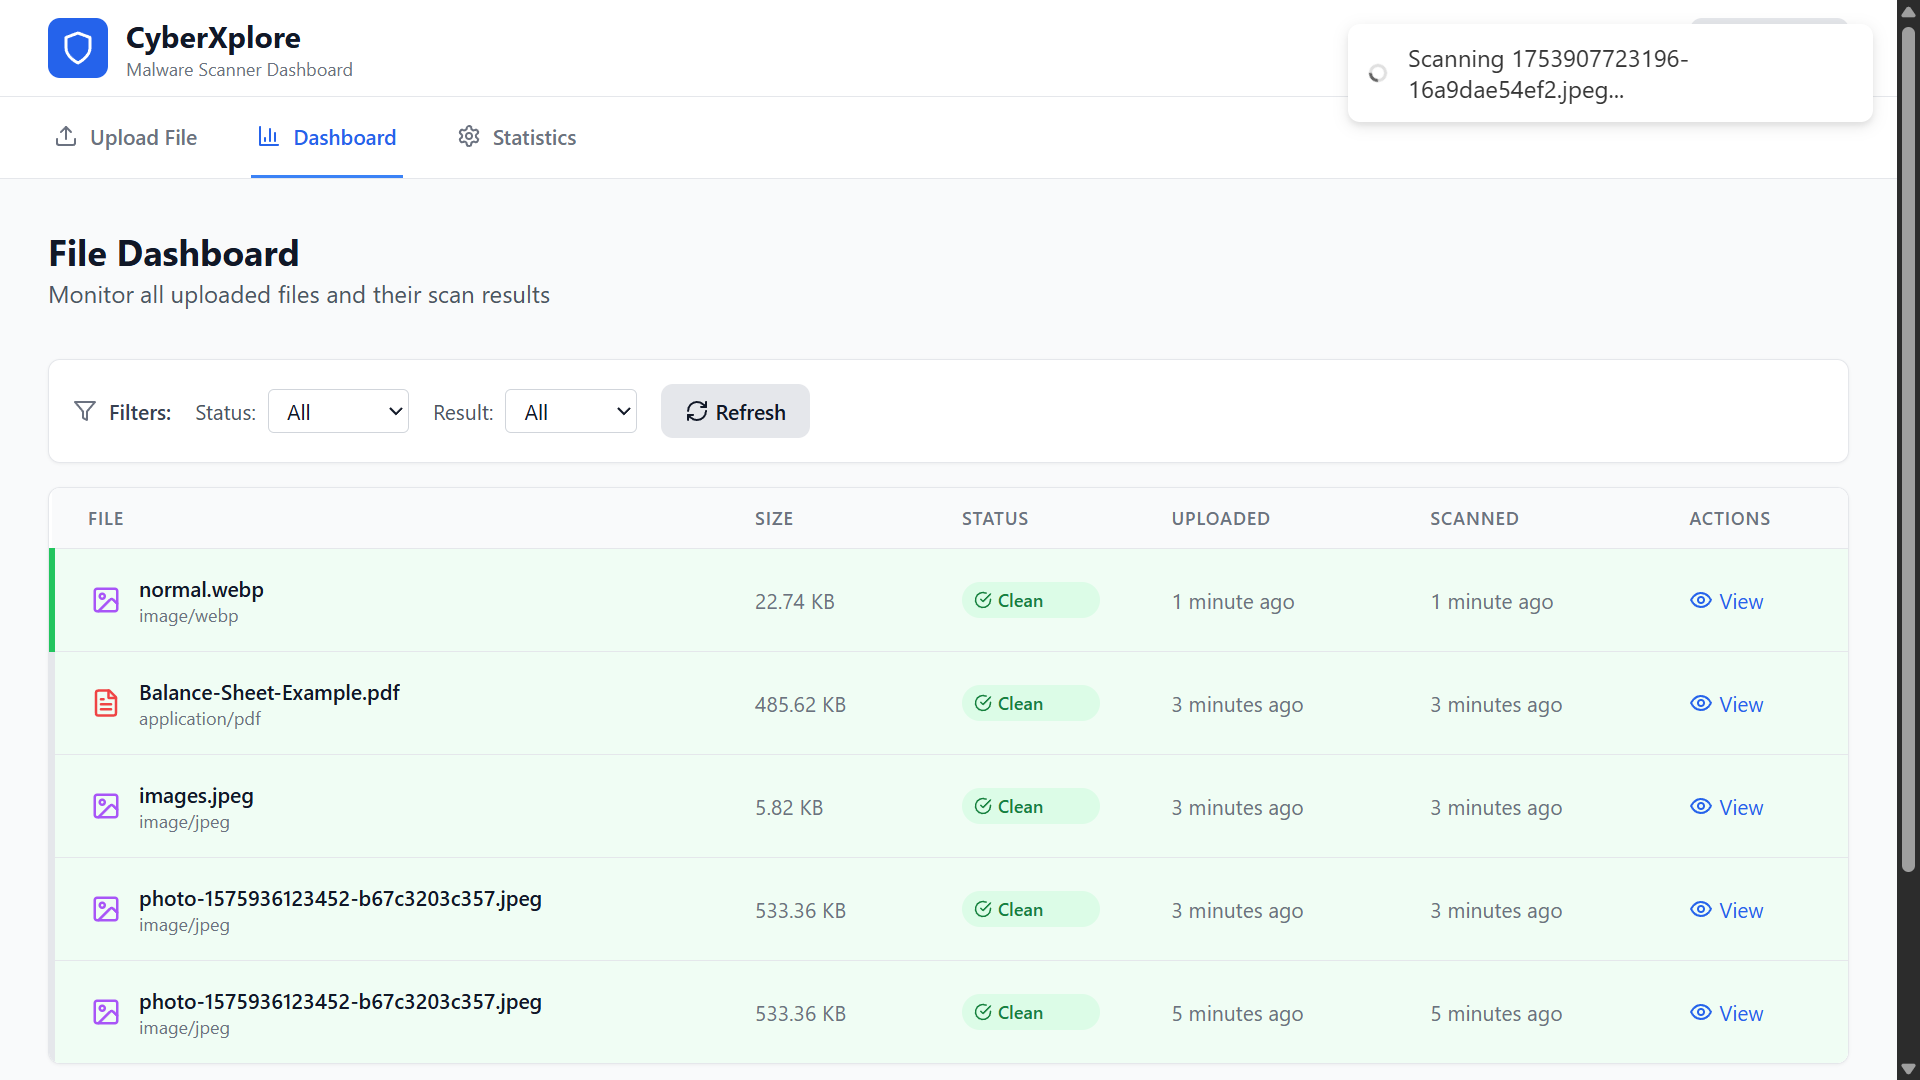 CyberXplore
Malware Scanner Dashboard
Scanning 1753907723196-
16a9dae54ef2.jpeg...
Upload File
Dashboard
Statistics
File Dashboard
Monitor all uploaded files and their scan results
Filters: Status: All Result: All Refresh
FILE SIZE STATUS UPLOADED SCANNED ACTIONS
normal.webp
image/webp
22.74 KB Clean 1 minute ago 1 minute ago View
Balance-Sheet-Example.pdf
application/pdf
485.62 KB Clean 3 minutes ago 3 minutes ago View
images.jpeg
image/jpeg
5.82 KB Clean 3 minutes ago 3 minutes ago View
photo-1575936123452-b67c3203c357.jpeg
image/jpeg
533.36 KB Clean 3 minutes ago 3 minutes ago View
photo-1575936123452-b67c3203c357.jpeg
image/jpeg
533.36 KB Clean 5 minutes ago 5 minutes ago View